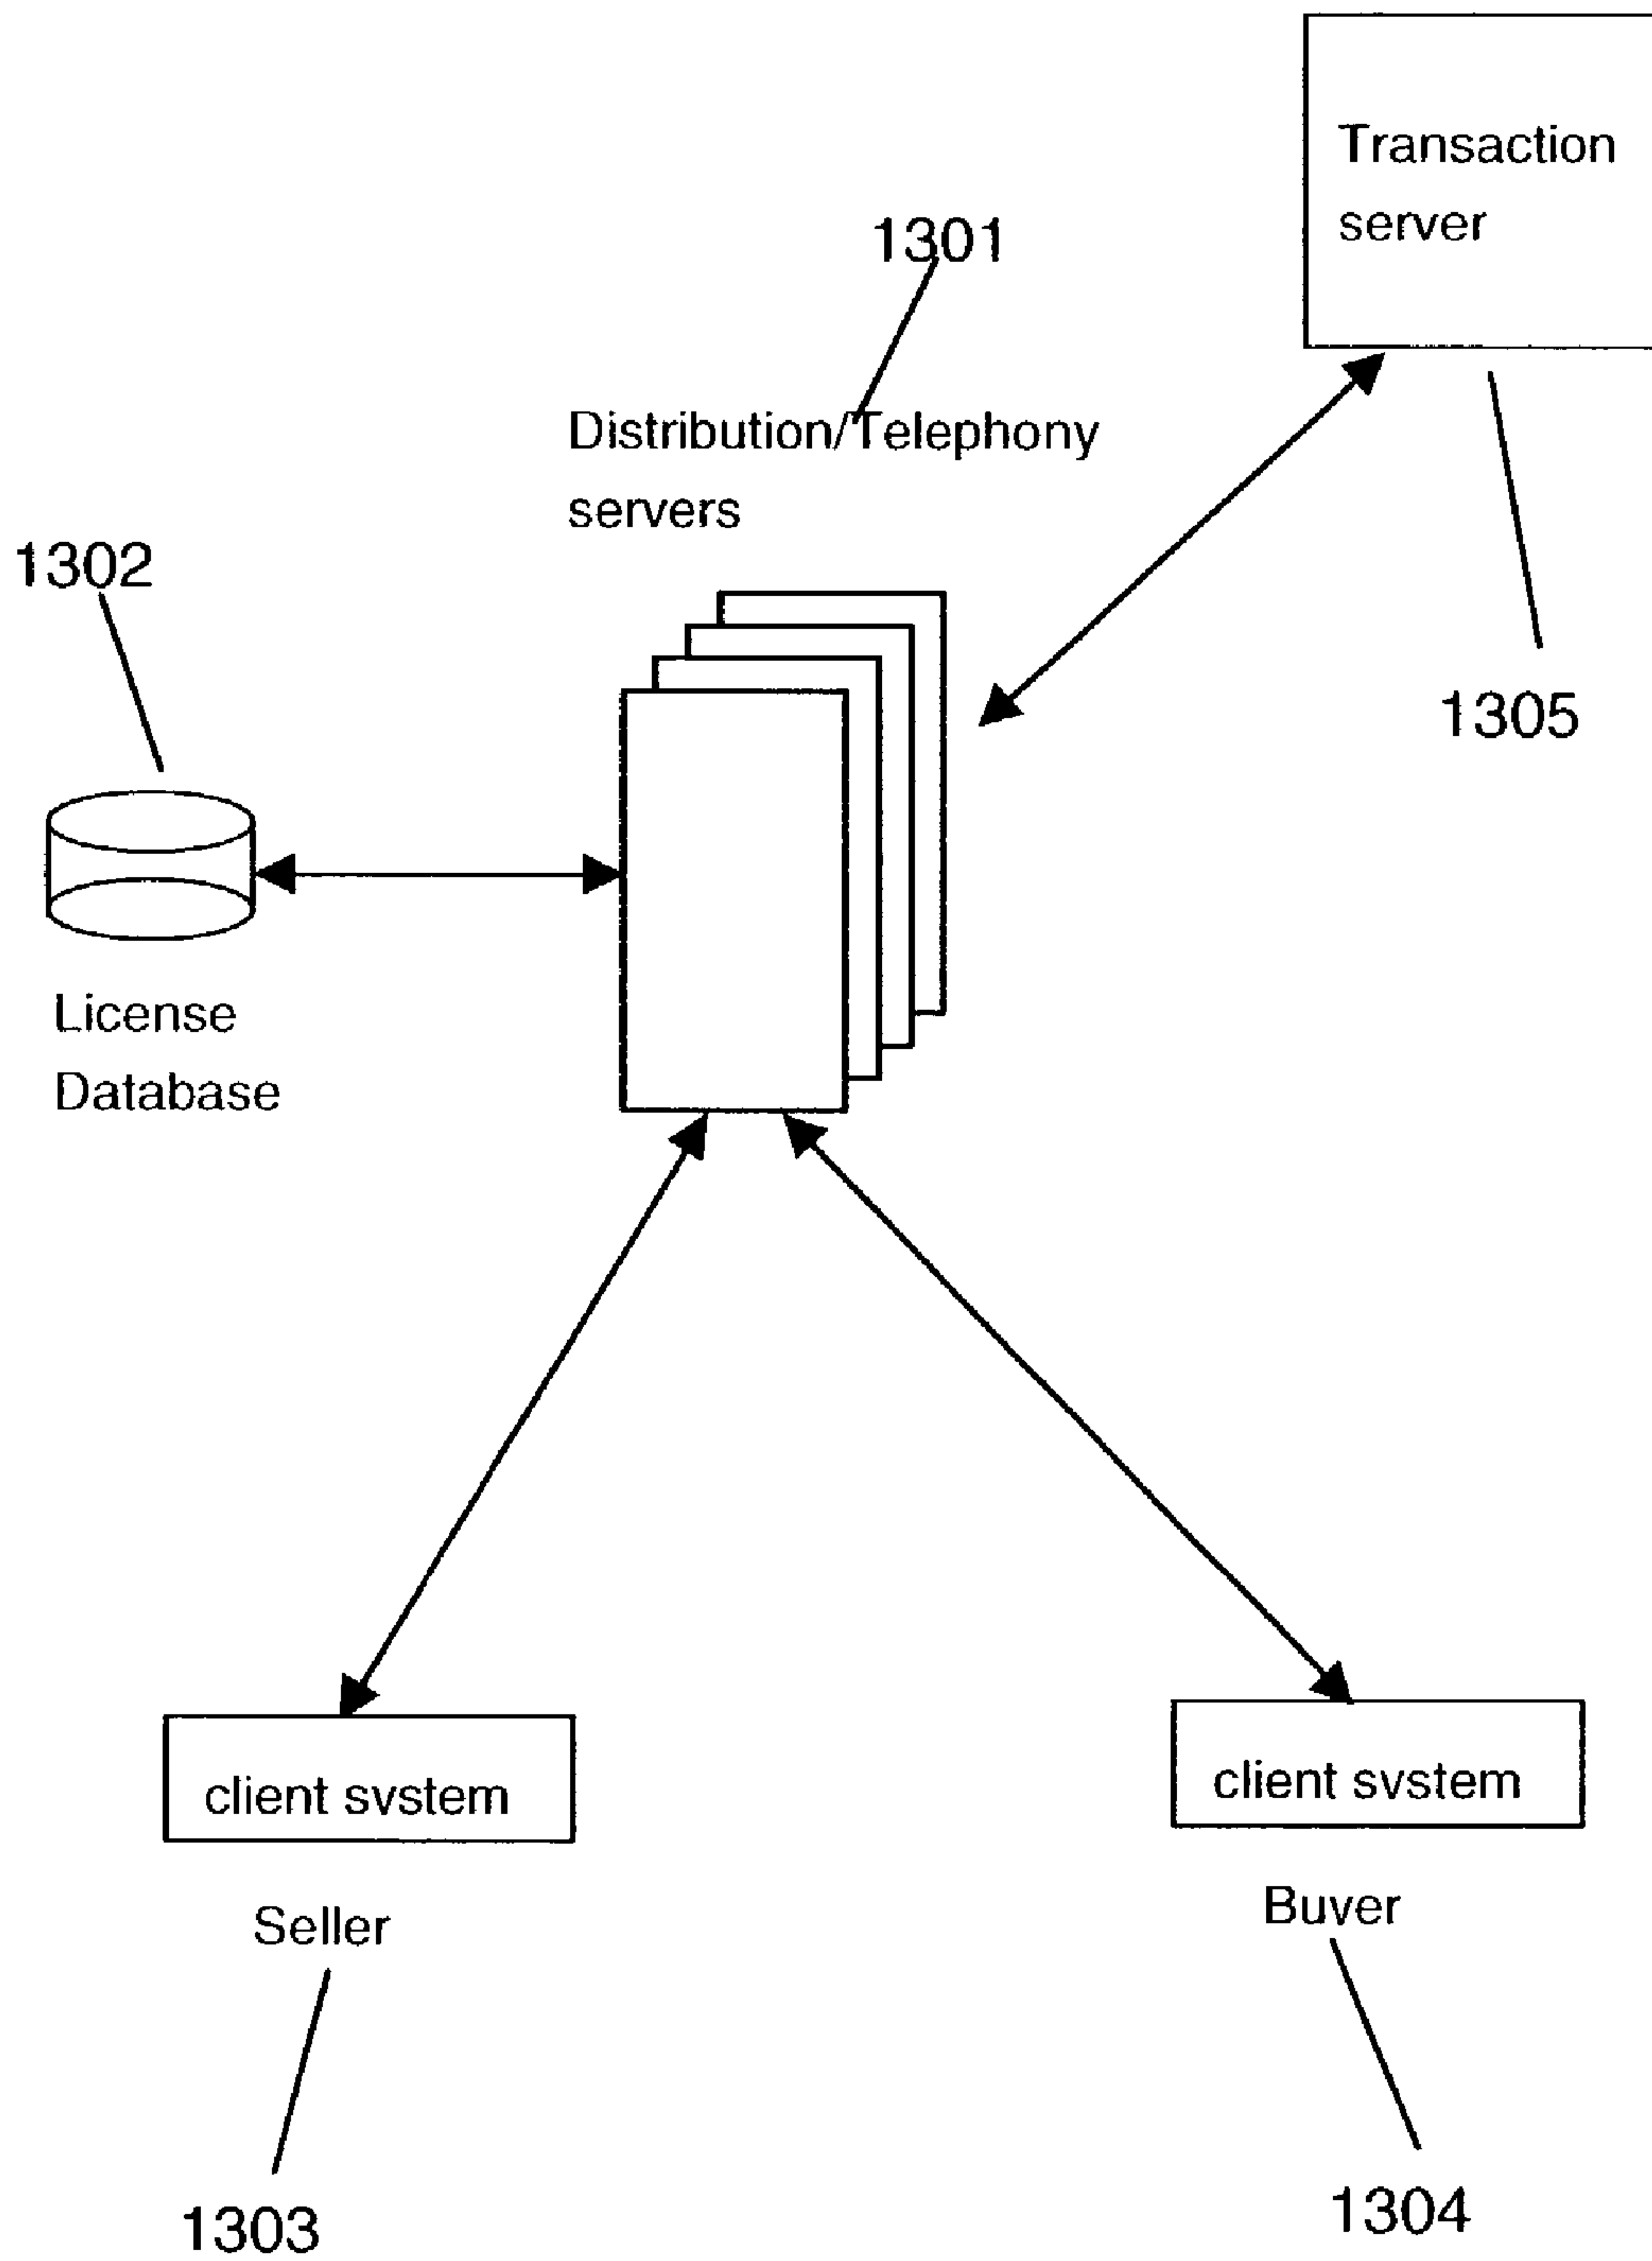 Transaction
server
1301
Distribution/Telephony
servers
1302
1305
License
Database
client svstem
client svstem
Seller
Buver
1303
1304